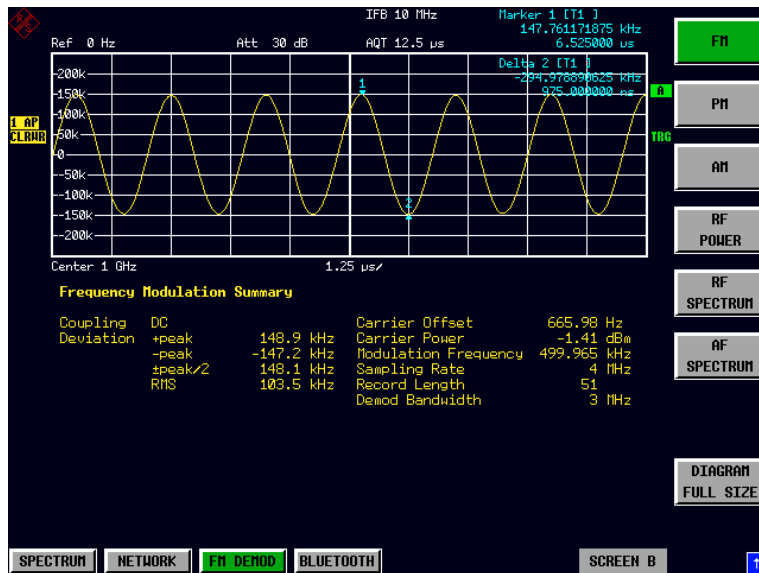 IFB 10 MHz Marker 1 [T1 ]
147.761171875 kHz
Ref 0 Hz Att 30 dB AQT 12.5 µs 6.525000 us
Delta 2 [T1 ]
-294.978890625 kHz
975.000000 ns
200k
150k
100k
50k
0
-50k
-100k
-150k
-200k
1
2
1 AP
CLRWR
A
TRG
Center 1 GHz 1.25 µs/
Frequency Modulation Summary
Coupling DC Carrier Offset 665.98 Hz
Deviation +peak 148.9 kHz Carrier Power -1.41 dBm
-peak -147.2 kHz Modulation Frequency 499.965 kHz
±peak/2 148.1 kHz Sampling Rate 4 MHz
RMS 103.5 kHz Record Length 51
Demod Bandwidth 3 MHz
FM
PM
AM
RF
POWER
RF
SPECTRUM
AF
SPECTRUM
DIAGRAM
FULL SIZE
SPECTRUM NETWORK FM DEMOD BLUETOOTH SCREEN B